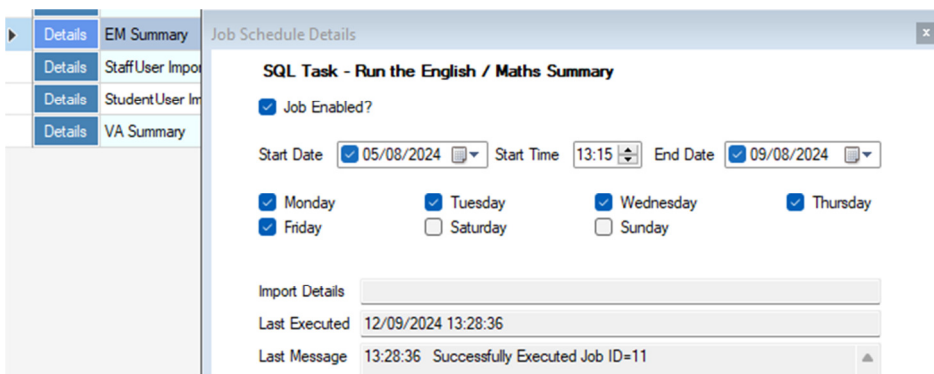 Details EM Summary
Details StaffUser Impor
Details StudentUser Im
Details VA Summary
Job Schedule Details x
SQL Task - Run the English / Maths Summary
Job Enabled?
Start Date 05/08/2024 Start Time 13:15 End Date 09/08/2024
Monday Tuesday Wednesday Thursday
Friday Saturday Sunday
Import Details
Last Executed 12/09/2024 13:28:36
Last Message 13:28:36 Successfully Executed Job ID=11